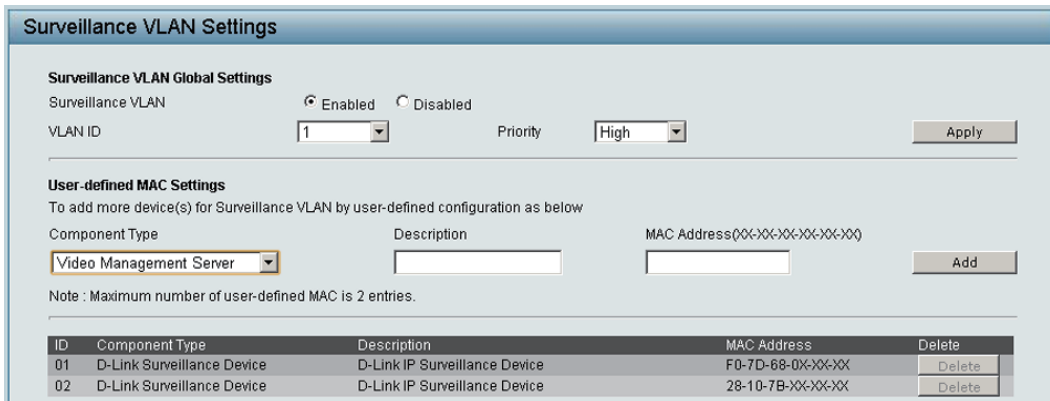 Surveillance VLAN Settings
Surveillance VLAN Global Settings
Surveillance VLAN Enabled Disabled
VLAN ID 1 Priority High Apply
User-defined MAC Settings
To add more device(s) for Surveillance VLAN by user-defined configuration as below
Component Type Description MAC Address(XX-XX-XX-XX-XX-XX)
Video Management Server Add
Note : Maximum number of user-defined MAC is 2 entries.
ID Component Type Description MAC Address Delete
01 D-Link Surveillance Device D-Link IP Surveillance Device F0-7D-68-0X-XX-XX Delete
02 D-Link Surveillance Device D-Link IP Surveillance Device 28-10-7B-XX-XX-XX Delete